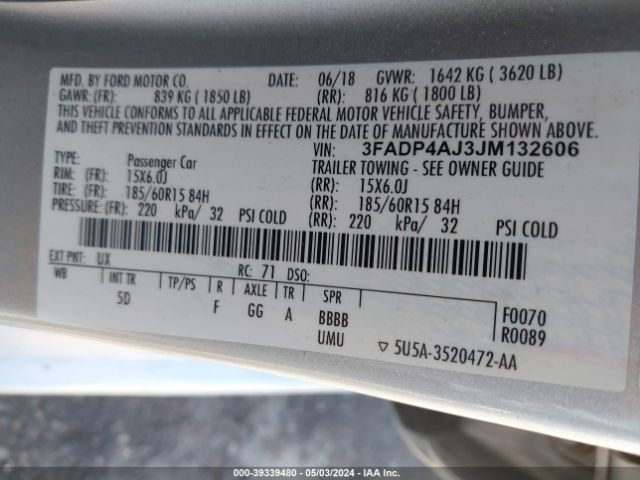 MFD. BY FORD MOTOR CO. DATE: 06/18 GVWR: 1642 KG ( 3620 LB)
GAWR: (FR): 839 KG ( 1850 LB) (RR): 816 KG ( 1800 LB)
THIS VEHICLE CONFORMS TO ALL APPLICABLE FEDERAL MOTOR VEHICLE SAFETY, BUMPER,
AND THEFT PREVENTION STANDARDS IN EFFECT ON THE DATE OF MANUFACTURE SHOWN ABOVE.
VIN: 3FADP4AJ3JM132606
TYPE: Passenger Car TRAILER TOWING - SEE OWNER GUIDE
RIM: (FR): 15X6.0J (RR): 15X6.0J
TIRE: (FR): 185/60R15 84H (RR): 185/60R15 84H
PRESSURE: (FR): 220 kPa/ 32 PSI COLD (RR): 220 kPa/ 32 PSI COLD
EXT PNT: UX RC: 71 DSO:
WB INT TR TP/PS R AXLE TR SPR
5D F GG A BBBB F0070
UMU R0089
▽ 5U5A-3520472-AA
000-39339480 - 05/03/2024 - IAA Inc.